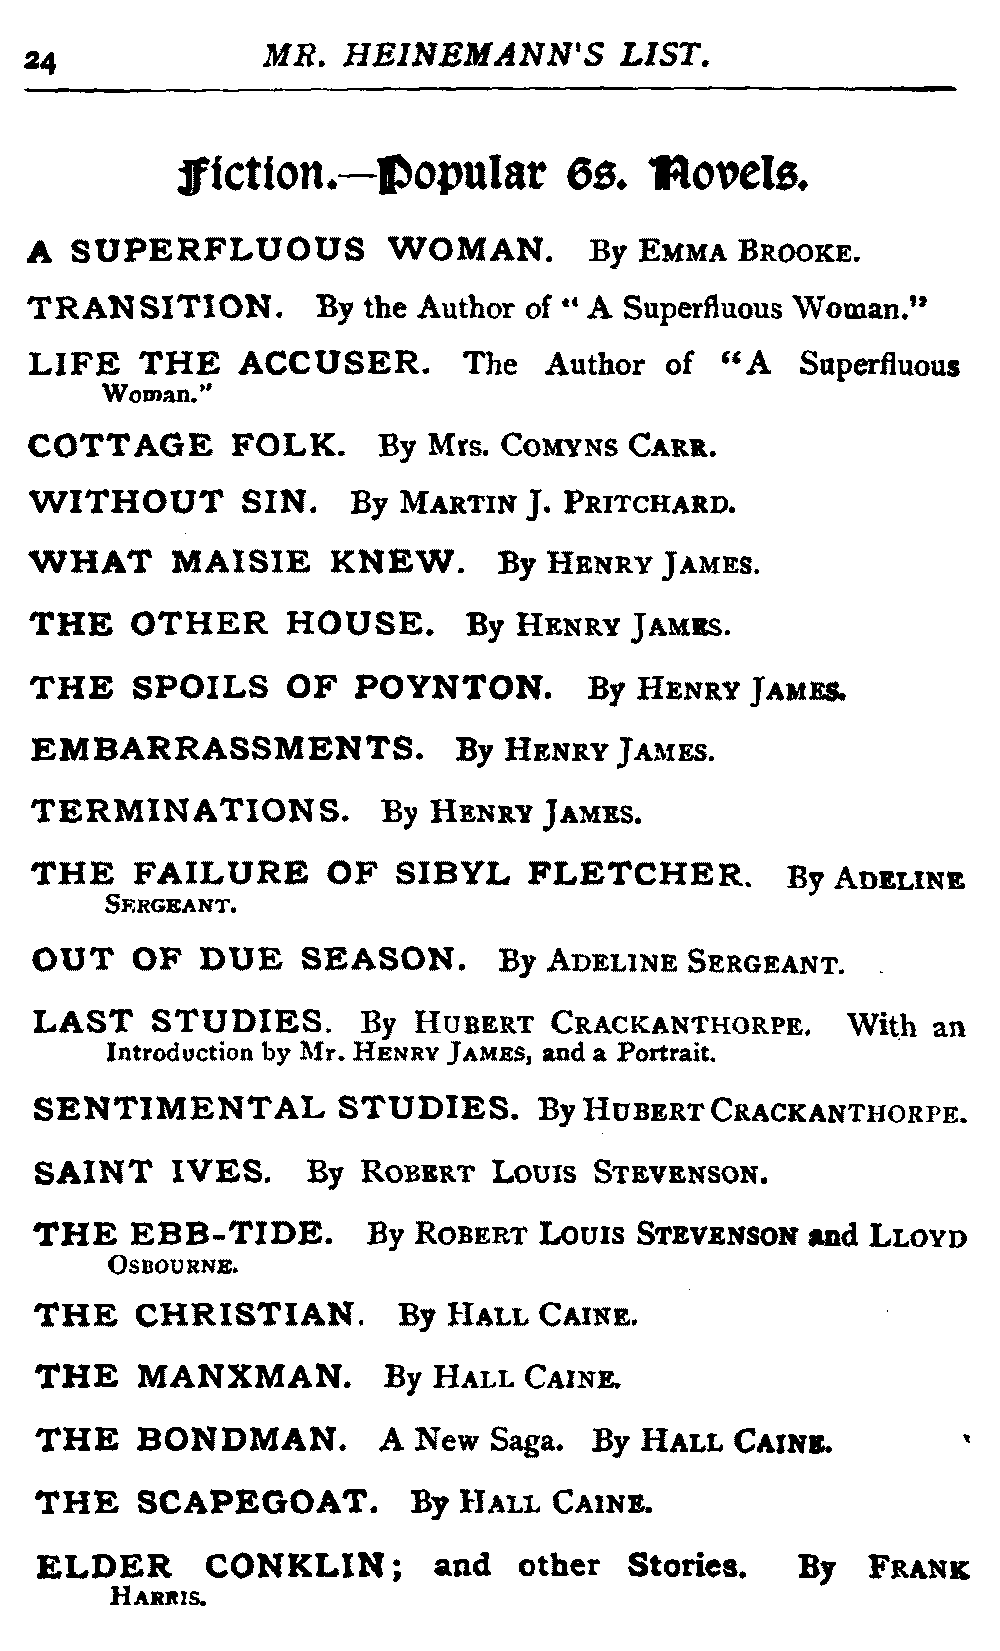 24 MR. HEINEMANN'S LIST.
Fiction.—Popular 6s. Novels.
A SUPERFLUOUS WOMAN. By EMMA BROOKE.
TRANSITION. By the Author of “ A Superfluous Woman.”
LIFE THE ACCUSER. The Author of “A Superfluous
Woman.”
COTTAGE FOLK. By Mrs. COMYNS CARR.
WITHOUT SIN. By MARTIN J. PRITCHARD.
WHAT MAISIE KNEW. By HENRY JAMES.
THE OTHER HOUSE. By HENRY JAMES.
THE SPOILS OF POYNTON. By HENRY JAMES.
EMBARRASSMENTS. By HENRY JAMES.
TERMINATIONS. By HENRY JAMES.
THE FAILURE OF SIBYL FLETCHER. By ADELINE
SERGEANT.
OUT OF DUE SEASON. By ADELINE SERGEANT.
LAST STUDIES. By HUBERT CRACKANTHORPE. With an
Introduction by Mr. HENRY JAMES, and a Portrait.
SENTIMENTAL STUDIES. By HUBERT CRACKANTHORPE.
SAINT IVES. By ROBERT LOUIS STEVENSON.
THE EBB-TIDE. By ROBERT LOUIS STEVENSON and LLOYD
OSBOURNE.
THE CHRISTIAN. By HALL CAINE.
THE MANXMAN. By HALL CAINE.
THE BONDMAN. A New Saga. By HALL CAINE.
THE SCAPEGOAT. By HALL CAINE.
ELDER CONKLIN; and other Stories. By FRANK
HARRIS.